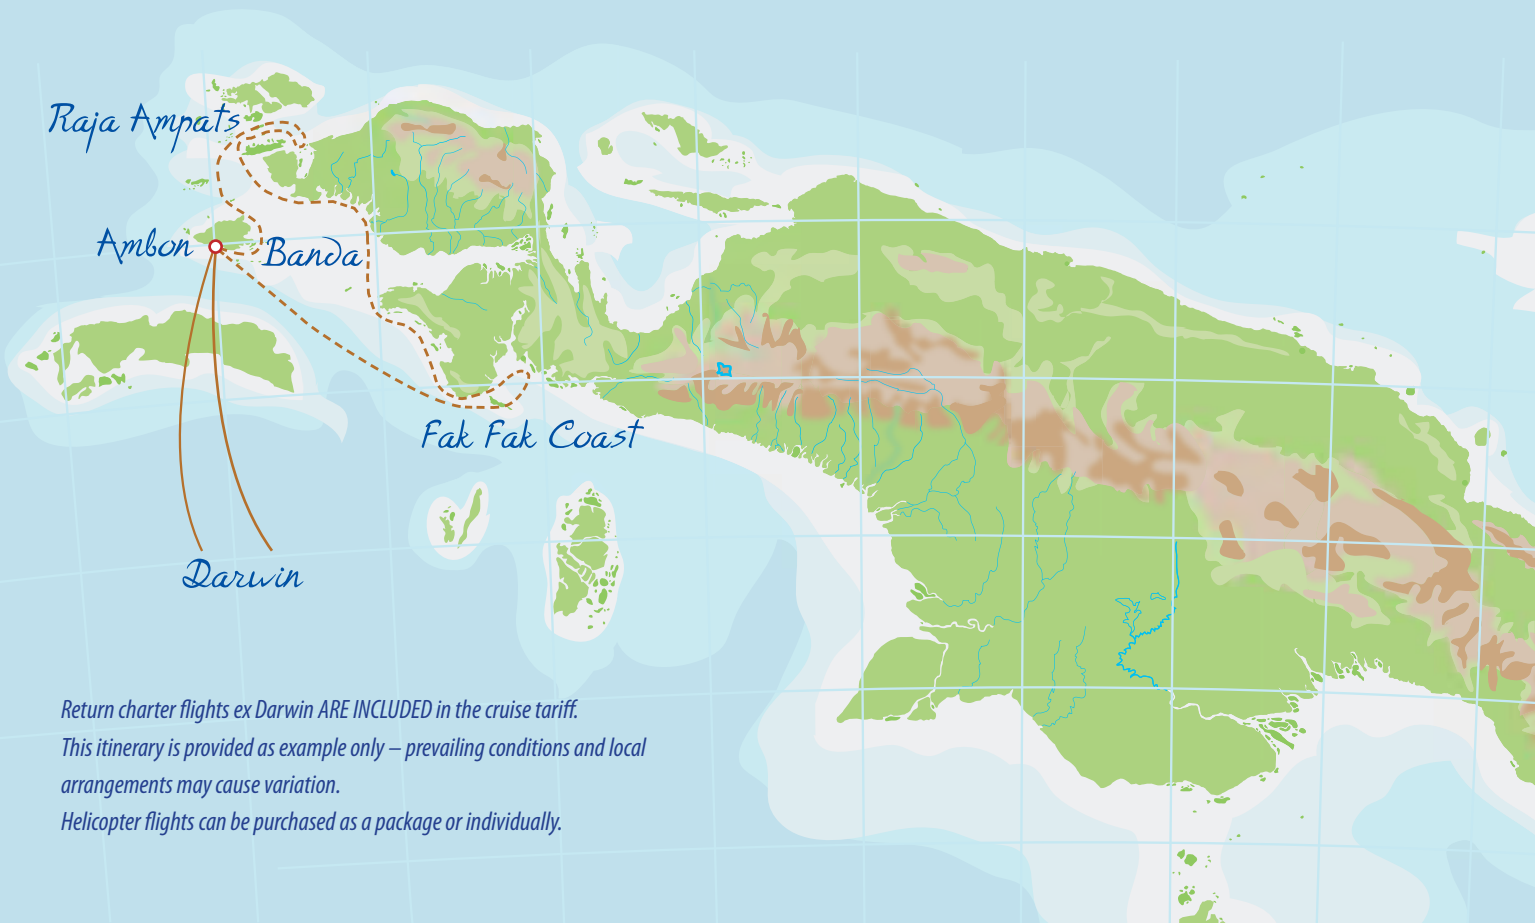 Raja Ampats
Ambon
Banda
Fak Fak Coast
Darwin
Return charter flights ex Darwin ARE INCLUDED in the cruise tariff.
This itinerary is provided as example only – prevailing conditions and local
arrangements may cause variation.
Helicopter flights can be purchased as a package or individually.